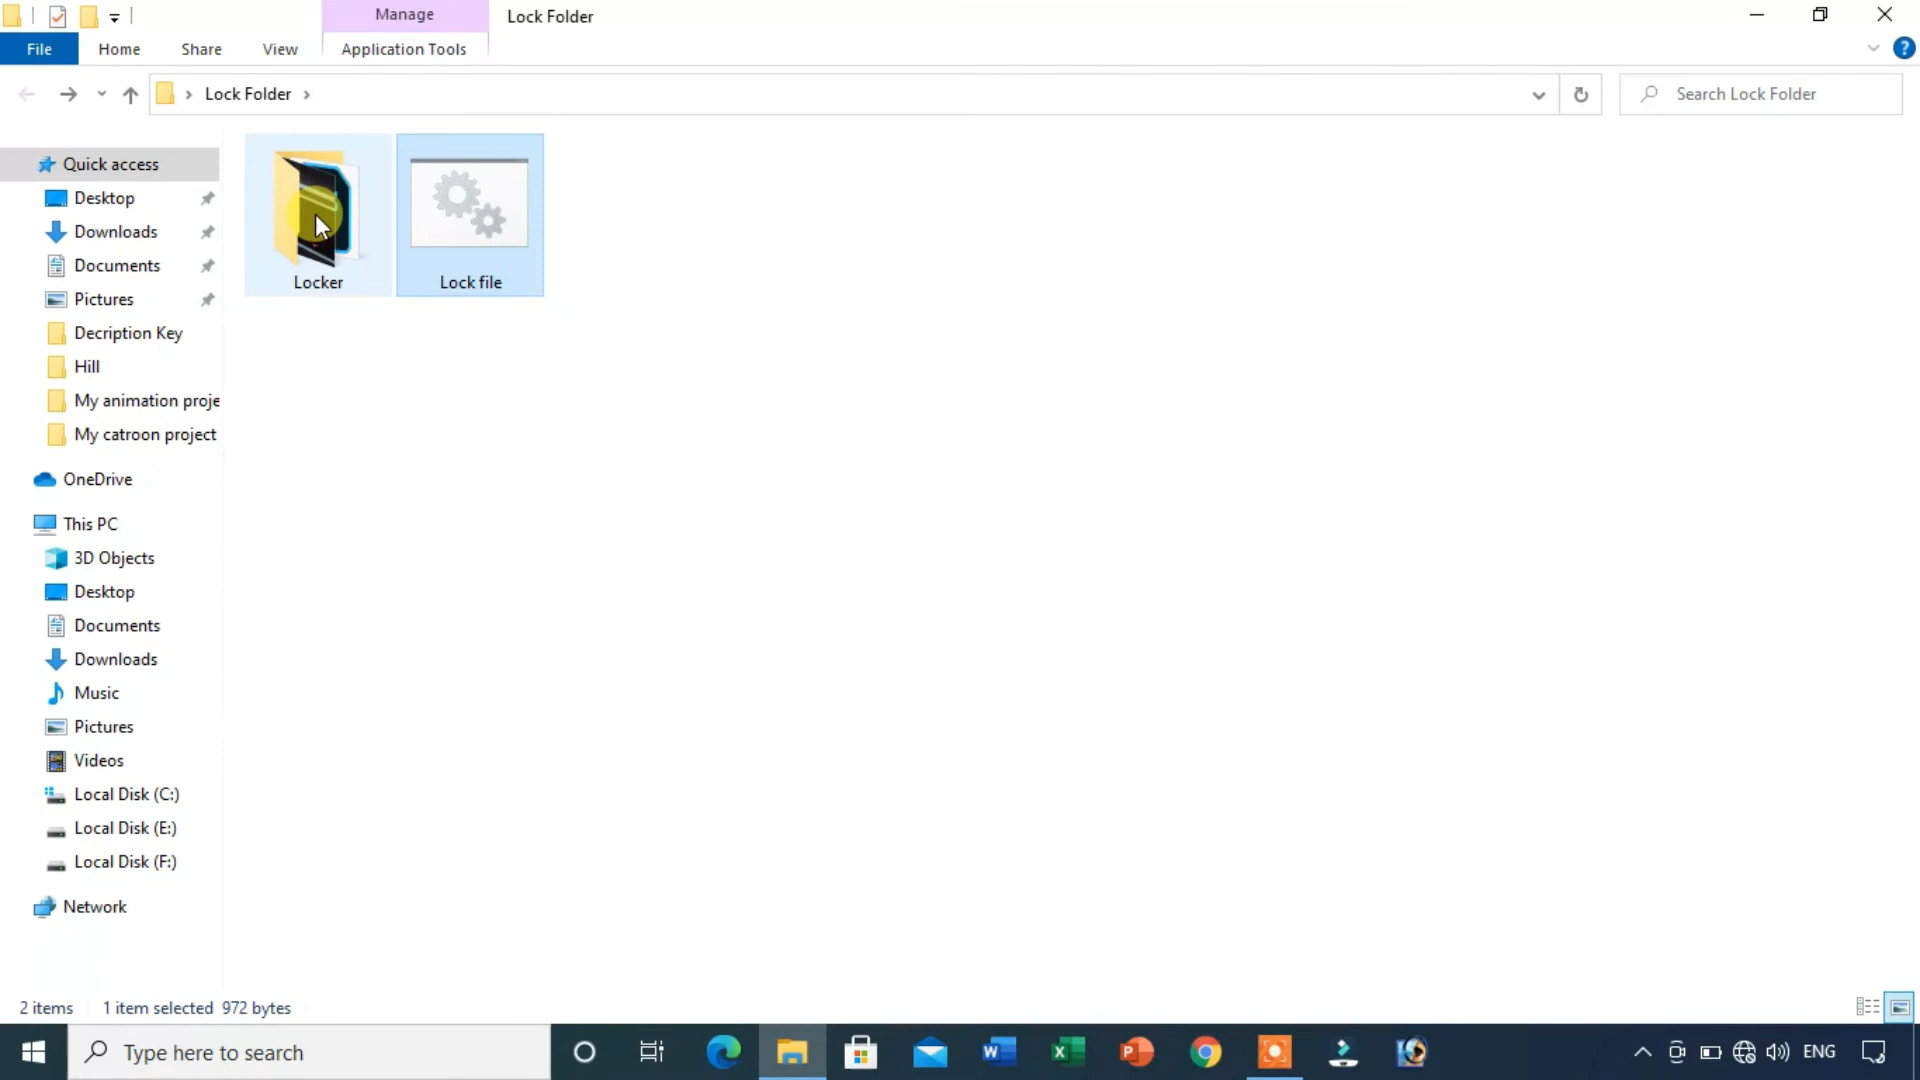 Manage
Lock Folder
File
Home
Share
View
Application Tools
Lock Folder
Search Lock Folder
Quick access
Desktop
Downloads
Documents
Pictures
Decription Key
Hill
My animation proje
My catroon project
OneDrive
This PC
3D Objects
Desktop
Documents
Downloads
Music
Pictures
Videos
Local Disk (C:)
Local Disk (E:)
Local Disk (F:)
Network
Locker
Lock file
2 items
1 item selected 972 bytes
Type here to search
ENG